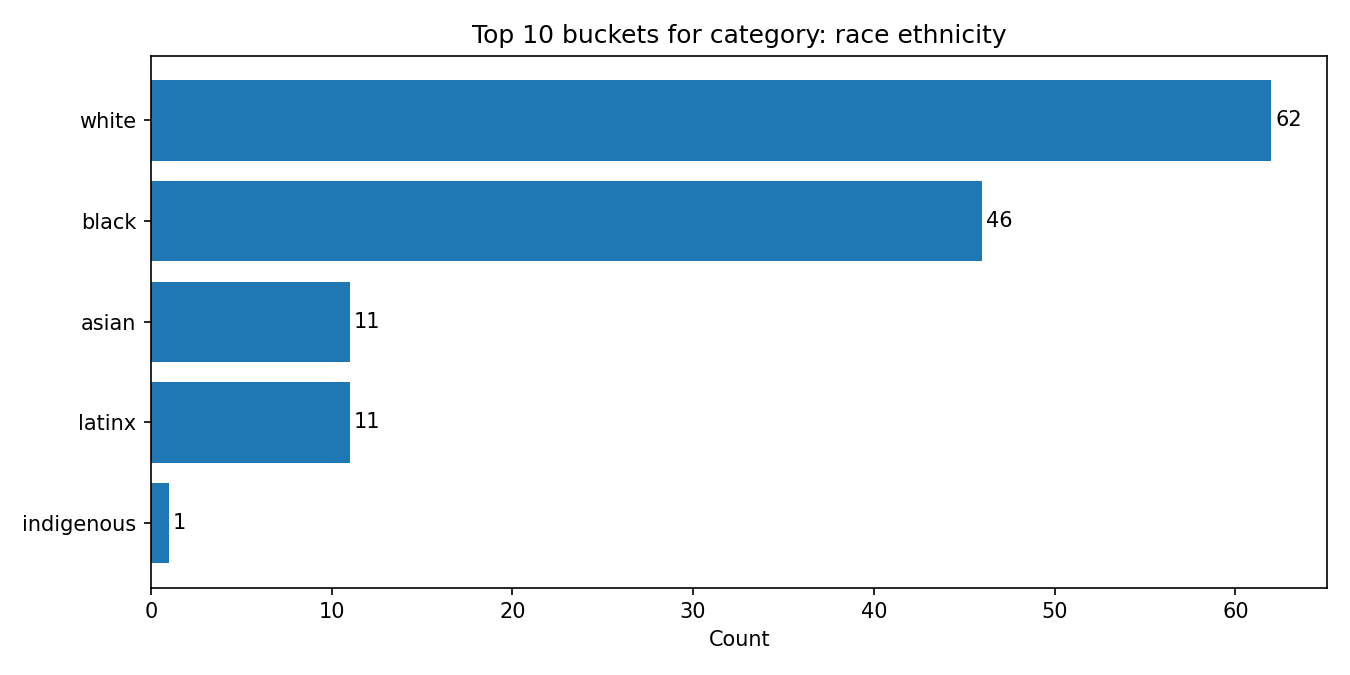 Top 10 buckets for category: race ethnicity
white
62
black
46
asian
11
latinx
11
indigenous
1
0 10 20 30 40 50 60
Count